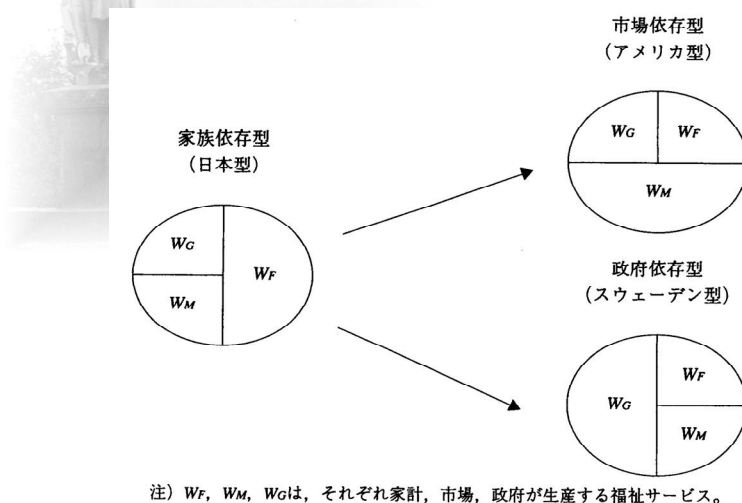 市場依存型
(アメリカ型)
WG
WF
WM
家族依存型
(日本型)
WG
WF
WM
政府依存型
(スウェーデン型)
WG
WF
WM
注) WF, WM, WGは, それぞれ家計, 市場, 政府が生産する福祉サービス。